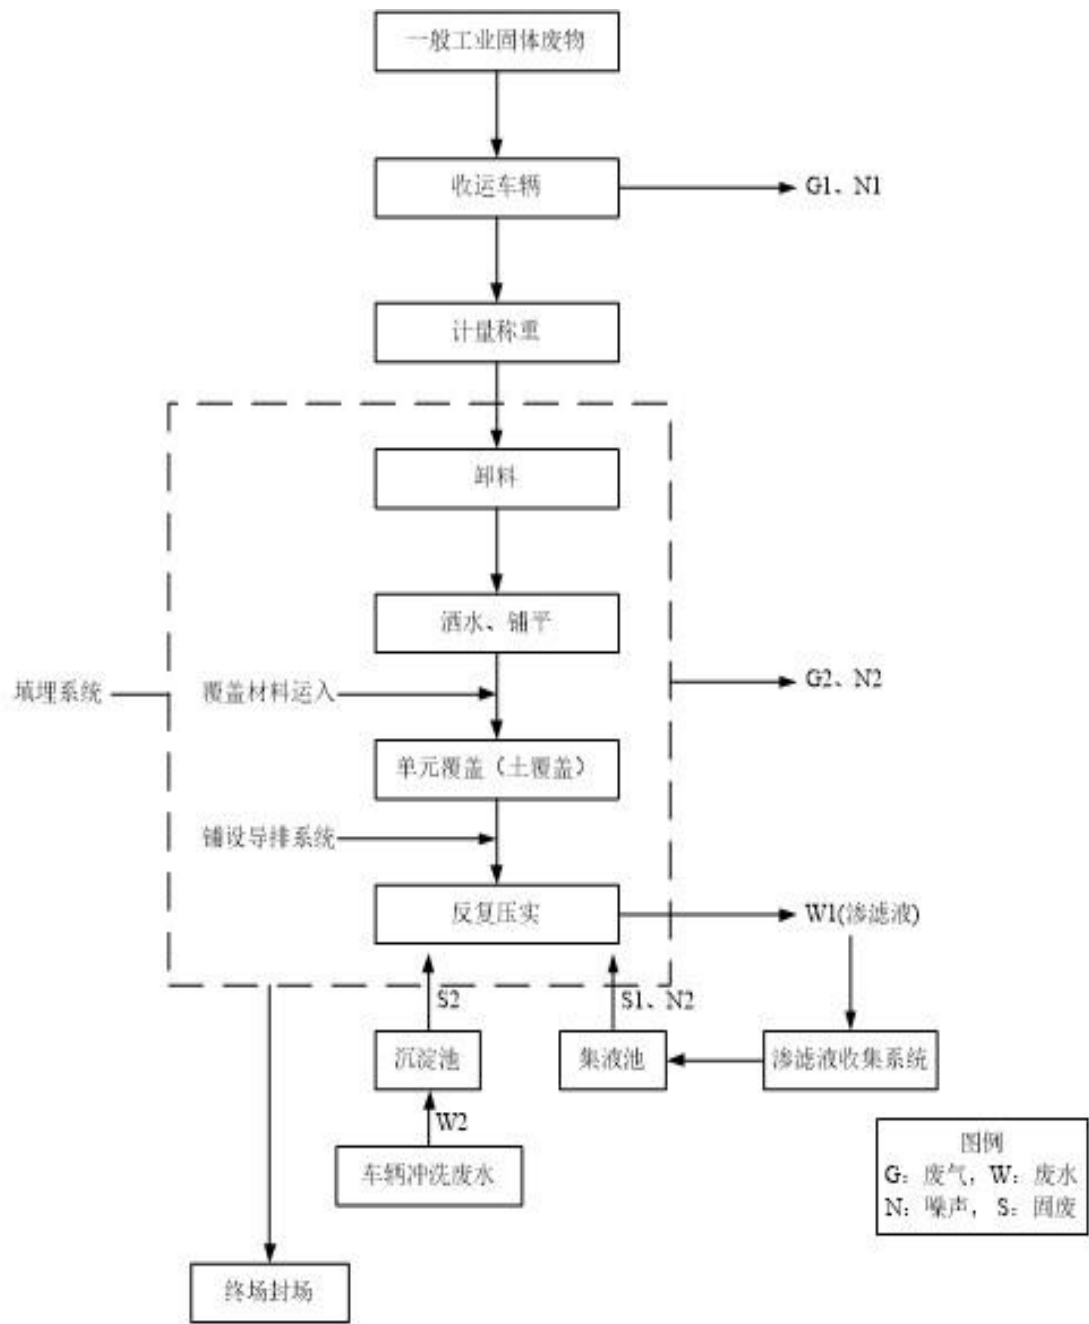 一般工业固体废物
收运车辆
G1、N1
计量称重
卸料
洒水、铺平
填埋系统
覆盖材料运入
G2、N2
单元覆盖（土覆盖）
铺设导排系统
反复压实
W1(渗滤液)
S2
S1、N2
沉淀池
集液池
渗滤液收集系统
W2
车辆冲洗废水
图例
G：废气，W：废水
N：噪声，S：固废
终场封场